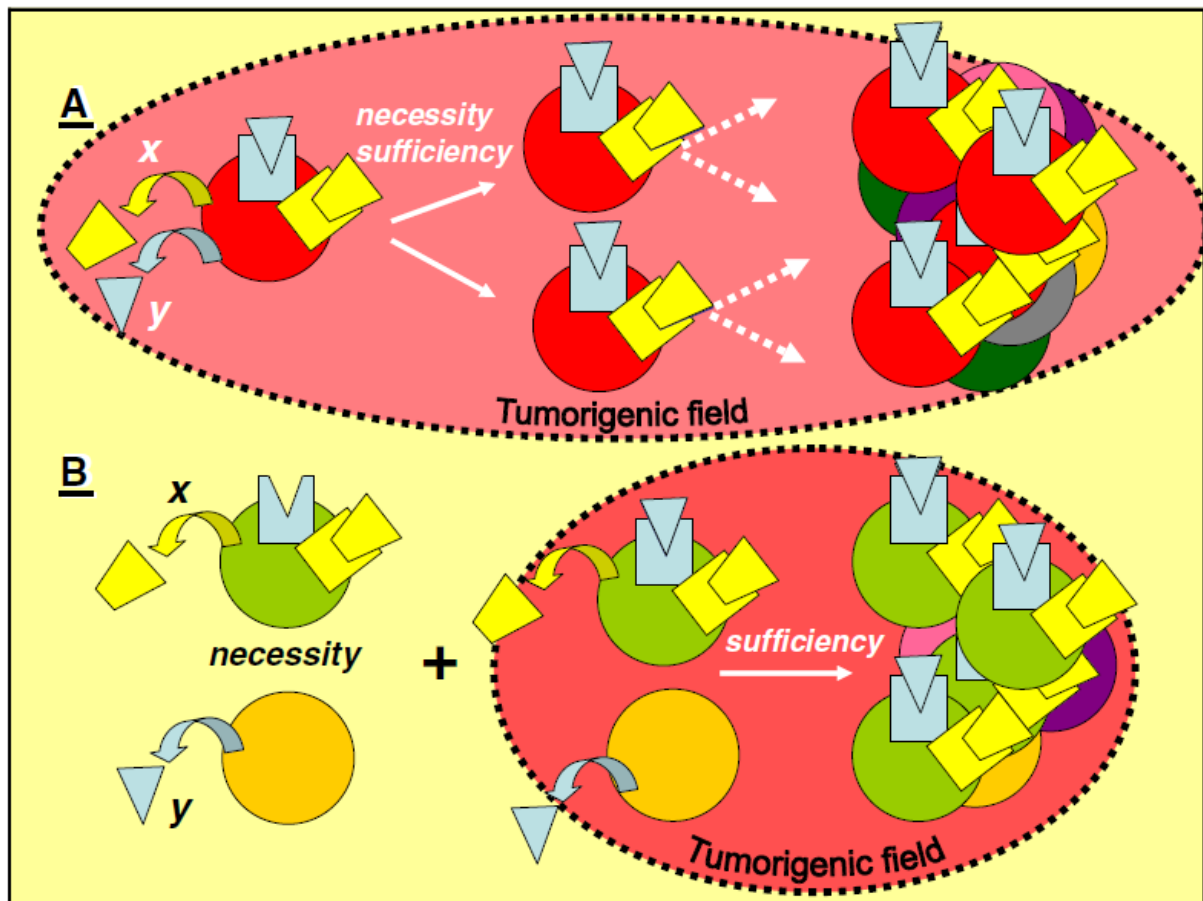 A
x
necessity
sufficiency
y
Tumorigenic field
B
x
necessity
+
sufficiency
y
Tumorigenic field